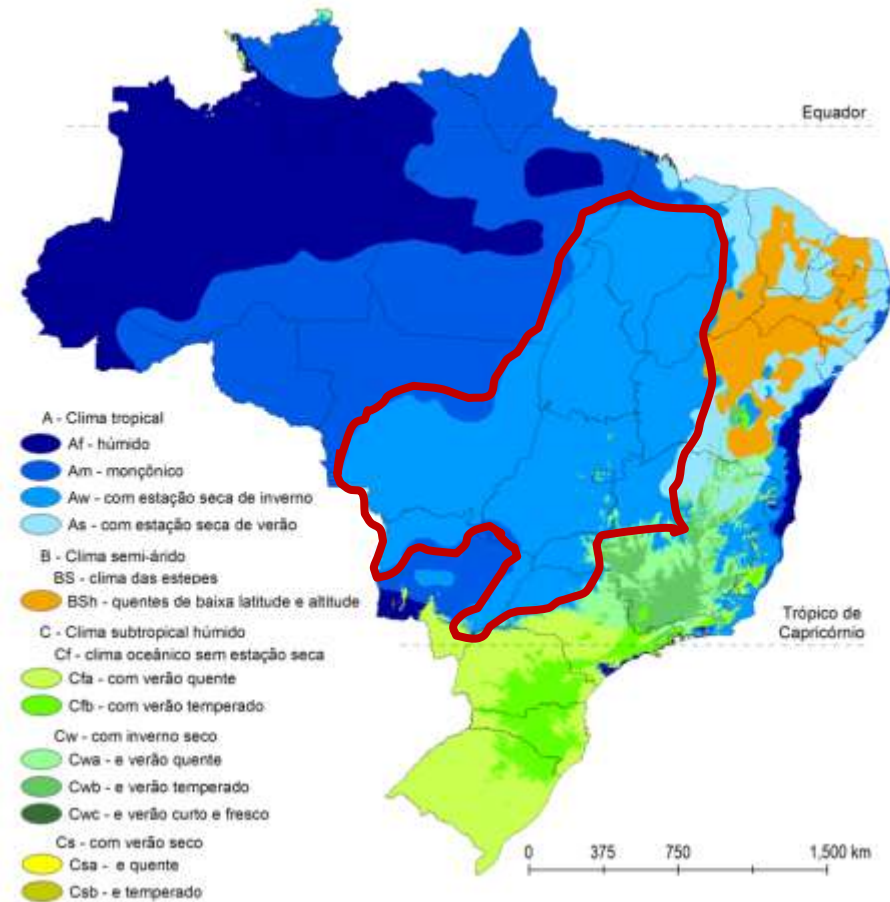 Equador
A - Clima tropical
Af - húmido
Am - monçônico
Aw - com estação seca de inverno
As - com estação seca de verão
B - Clima semi-árido
BS - clima das estepes
BSh - quentes de baixa latitude e altitude
Trópico de
Capricórnio
C - Clima subtropical húmido
Cf - clima oceânico sem estação seca
Cfa - com verão quente
Cfb - com verão temperado
Cw - com inverno seco
Cwa - e verão quente
Cwb - e verão temperado
Cwc - e verão curto e fresco
Cs - com verão seco
Csa - e quente
Csb - e temperado
0 375 750 1,500 km